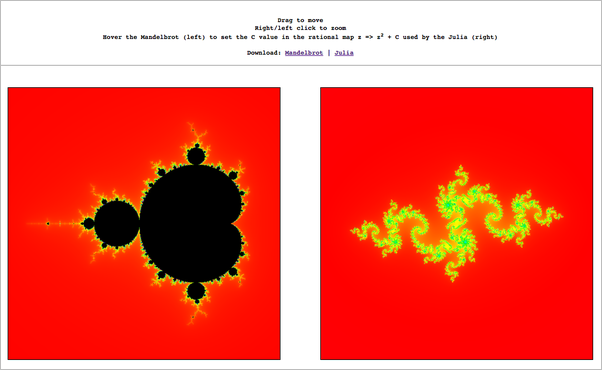 Drag to move
Right/left click to zoom
Hover the Mandelbrot (left) to set the C value in the rational map z => z² + C used by the Julia (right)
Download: Mandelbrot | Julia